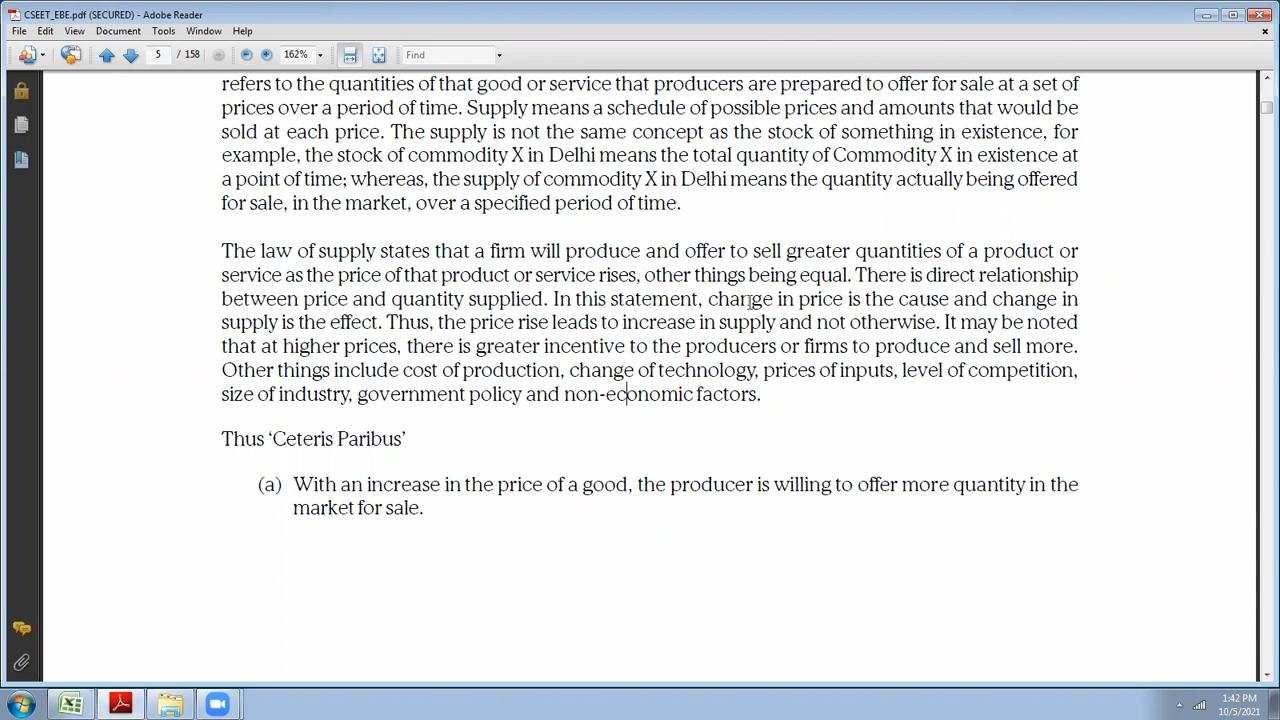 CSEET_EBE.pdf (SECURED) - Adobe Reader
File Edit View Document Tools Window Help
5 / 158 162% Find
refers to the quantities of that good or service that producers are prepared to offer for sale at a set of
prices over a period of time. Supply means a schedule of possible prices and amounts that would be
sold at each price. The supply is not the same concept as the stock of something in existence, for
example, the stock of commodity X in Delhi means the total quantity of Commodity X in existence at
a point of time; whereas, the supply of commodity X in Delhi means the quantity actually being offered
for sale, in the market, over a specified period of time.
The law of supply states that a firm will produce and offer to sell greater quantities of a product or
service as the price of that product or service rises, other things being equal. There is direct relationship
between price and quantity supplied. In this statement, change in price is the cause and change in
supply is the effect. Thus, the price rise leads to increase in supply and not otherwise. It may be noted
that at higher prices, there is greater incentive to the producers or firms to produce and sell more.
Other things include cost of production, change of technology, prices of inputs, level of competition,
size of industry, government policy and non-economic factors.
Thus ‘Ceteris Paribus’
(a) With an increase in the price of a good, the producer is willing to offer more quantity in the
market for sale.
1:42 PM
10/5/2021